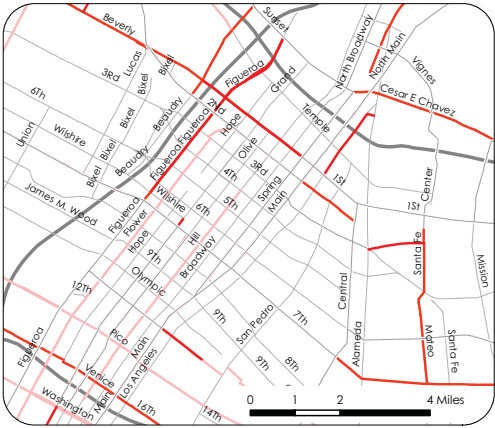 Beverly
Sunset
North Broadway
North Main
Lucas
Bixel
3Rd
Figueroa
Grand
Vignes
6Th
Bixel
Beaudry
2Nd
Cesar E Chavez
Union
Wilshire
Bixel
Figueroa
Hope
Temple
Bixel
Beaudry
Figueroa
Olive
3Rd
4Th
1St
Center
James M. Wood
Wilshire
Spring
Main
5Th
6Th
1St
Figueroa
Flower
Hope
Hill
Broadway
9Th
Olympic
Santa Fe
Mission
12Th
Central
9Th
San Pedro
7Th
Alameda
Mateo
Santa Fe
Figueroa
Pico
Main
Los Angeles
9Th
8Th
Venice
Washington
Main
16Th
14Th
0 1 2 4 Miles